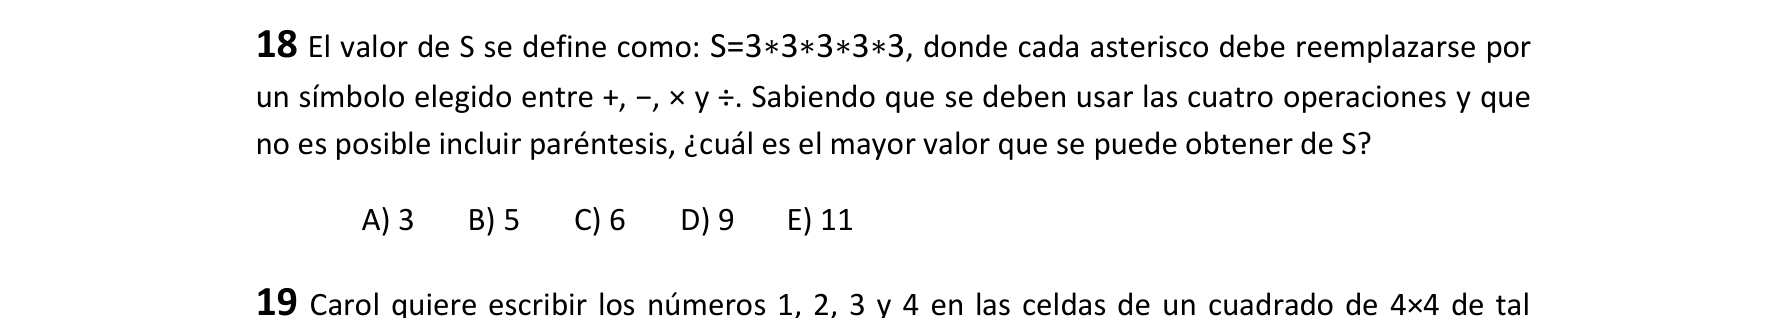 18 El valor de S se define como: S=3∗3∗3∗3∗3, donde cada asterisco debe reemplazarse por
un símbolo elegido entre +, −, × y ÷. Sabiendo que se deben usar las cuatro operaciones y que
no es posible incluir paréntesis, ¿cuál es el mayor valor que se puede obtener de S?
A) 3 B) 5 C) 6 D) 9 E) 11
19 Carol quiere escribir los números 1, 2, 3 y 4 en las celdas de un cuadrado de 4×4 de tal